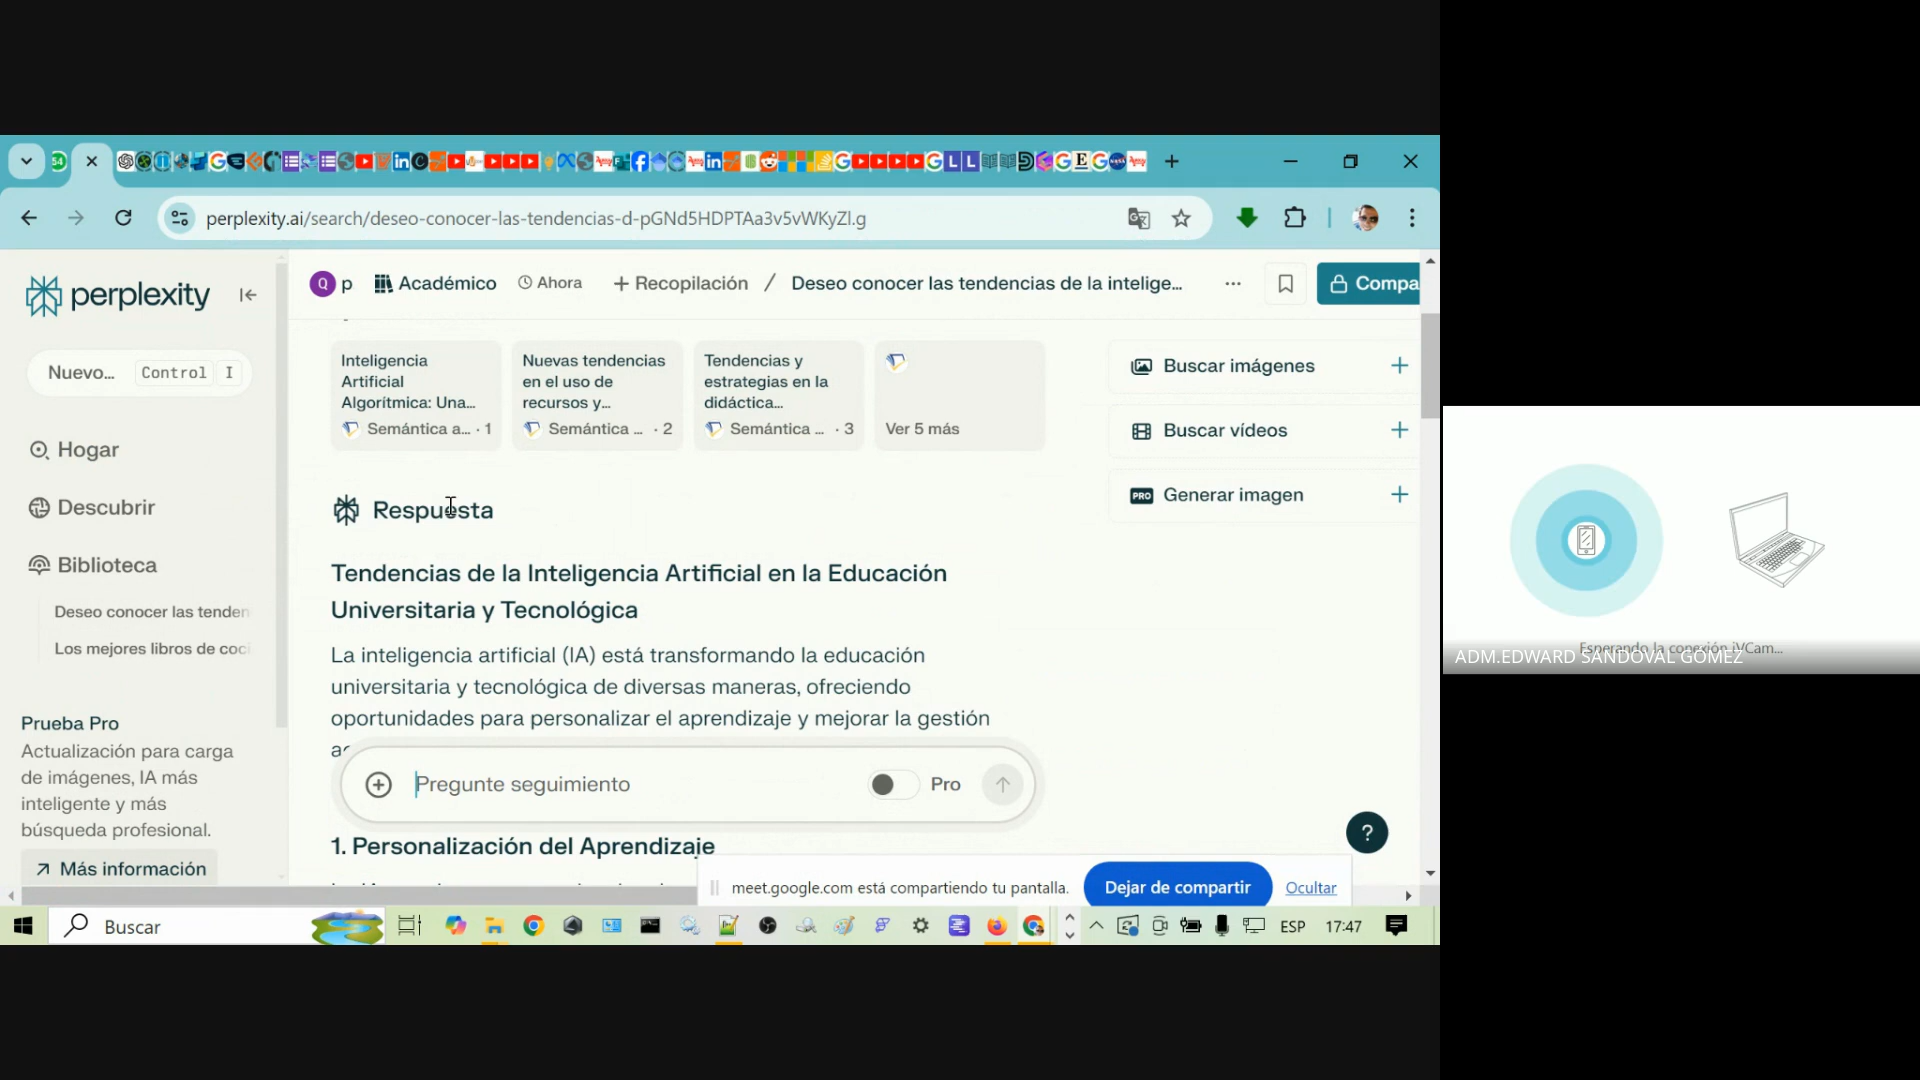 54
perplexity.ai/search/deseo-conocer-las-tendencias-d-pGNd5HDPTAa3v5vWKyZl.g
perplexity
Nuevo... Control I
Hogar
Descubrir
Biblioteca
Deseo conocer las tenden
Los mejores libros de coci
Prueba Pro
Actualización para carga
de imágenes, IA más
inteligente y más
búsqueda profesional.
Más información
Q p Académico Ahora + Recopilación / Deseo conocer las tendencias de la intelige... ... Compa
Inteligencia
Artificial
Algorítmica: Una...
Semántica a... · 1
Nuevas tendencias
en el uso de
recursos y...
Semántica ... · 2
Tendencias y
estrategias en la
didáctica...
Semántica ... · 3
Ver 5 más
Buscar imágenes +
Buscar vídeos +
PRO Generar imagen +
Respuesta
Tendencias de la Inteligencia Artificial en la Educación
Universitaria y Tecnológica
La inteligencia artificial (IA) está transformando la educación
universitaria y tecnológica de diversas maneras, ofreciendo
oportunidades para personalizar el aprendizaje y mejorar la gestión
Pregunte seguimiento Pro
1. Personalización del Aprendizaje
?
meet.google.com está compartiendo tu pantalla. Dejar de compartir Ocultar
Buscar
ESP 17:47
Esperando la conexión iVCam...
ADM.EDWARD SANDOVAL GOMEZ